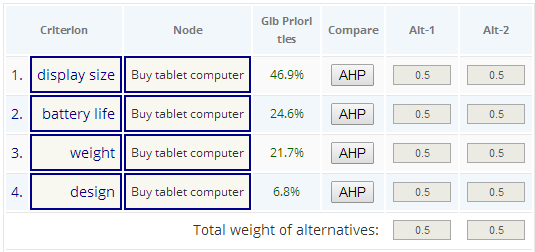 Criterion Node Glb Priori Compare Alt-1 Alt-2
ties
1. display size Buy tablet computer 46.9% AHP 0.5 0.5
2. battery life Buy tablet computer 24.6% AHP 0.5 0.5
3. weight Buy tablet computer 21.7% AHP 0.5 0.5
4. design Buy tablet computer 6.8% AHP 0.5 0.5
Total weight of alternatives: 0.5 0.5